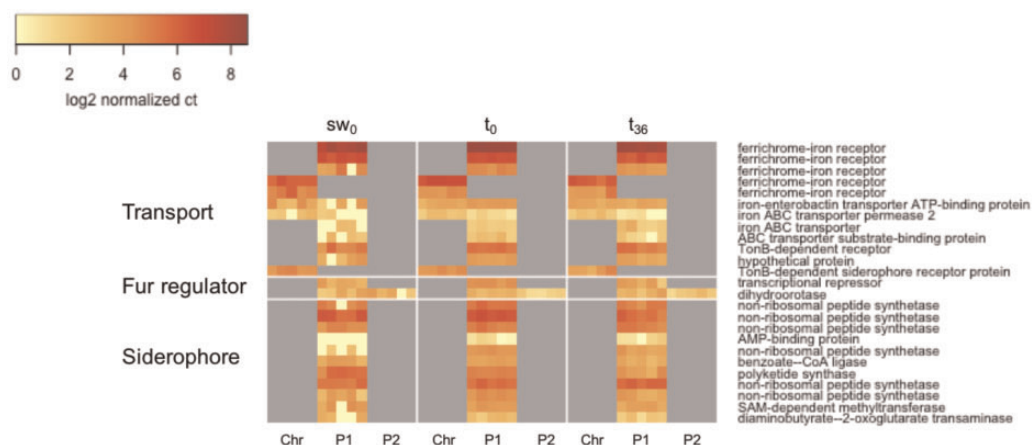 0 2 4 6 8
log2 normalized ct
sw0 t0 t36
ferrichrome-iron receptor
ferrichrome-iron receptor
ferrichrome-iron receptor
ferrichrome-iron receptor
ferrichrome-iron receptor
iron-enterobactin transporter ATP-binding protein
Transport
iron ABC transporter permease 2
iron ABC transporter
ABC transporter substrate-binding protein
TonB-dependent receptor
hypothetical protein
TonB-dependent siderophore receptor protein
Fur regulator
transcriptional repressor
dihydroorotase
non-ribosomal peptide synthetase
non-ribosomal peptide synthetase
non-ribosomal peptide synthetase
AMP-binding protein
Siderophore
non-ribosomal peptide synthetase
benzoate--CoA ligase
polyketide synthase
non-ribosomal peptide synthetase
non-ribosomal peptide synthetase
SAM-dependent methyltransferase
diaminobutyrate--2-oxoglutarate transaminase
Chr P1 P2 Chr P1 P2 Chr P1 P2